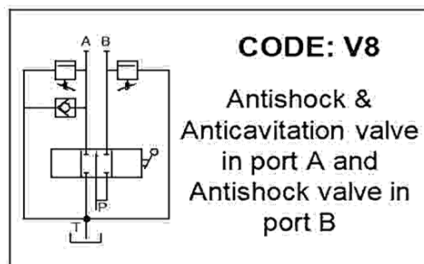 A B
P
T
CODE: V8
Antishock &
Anticavitation valve
in port A and
Antishock valve in
port B